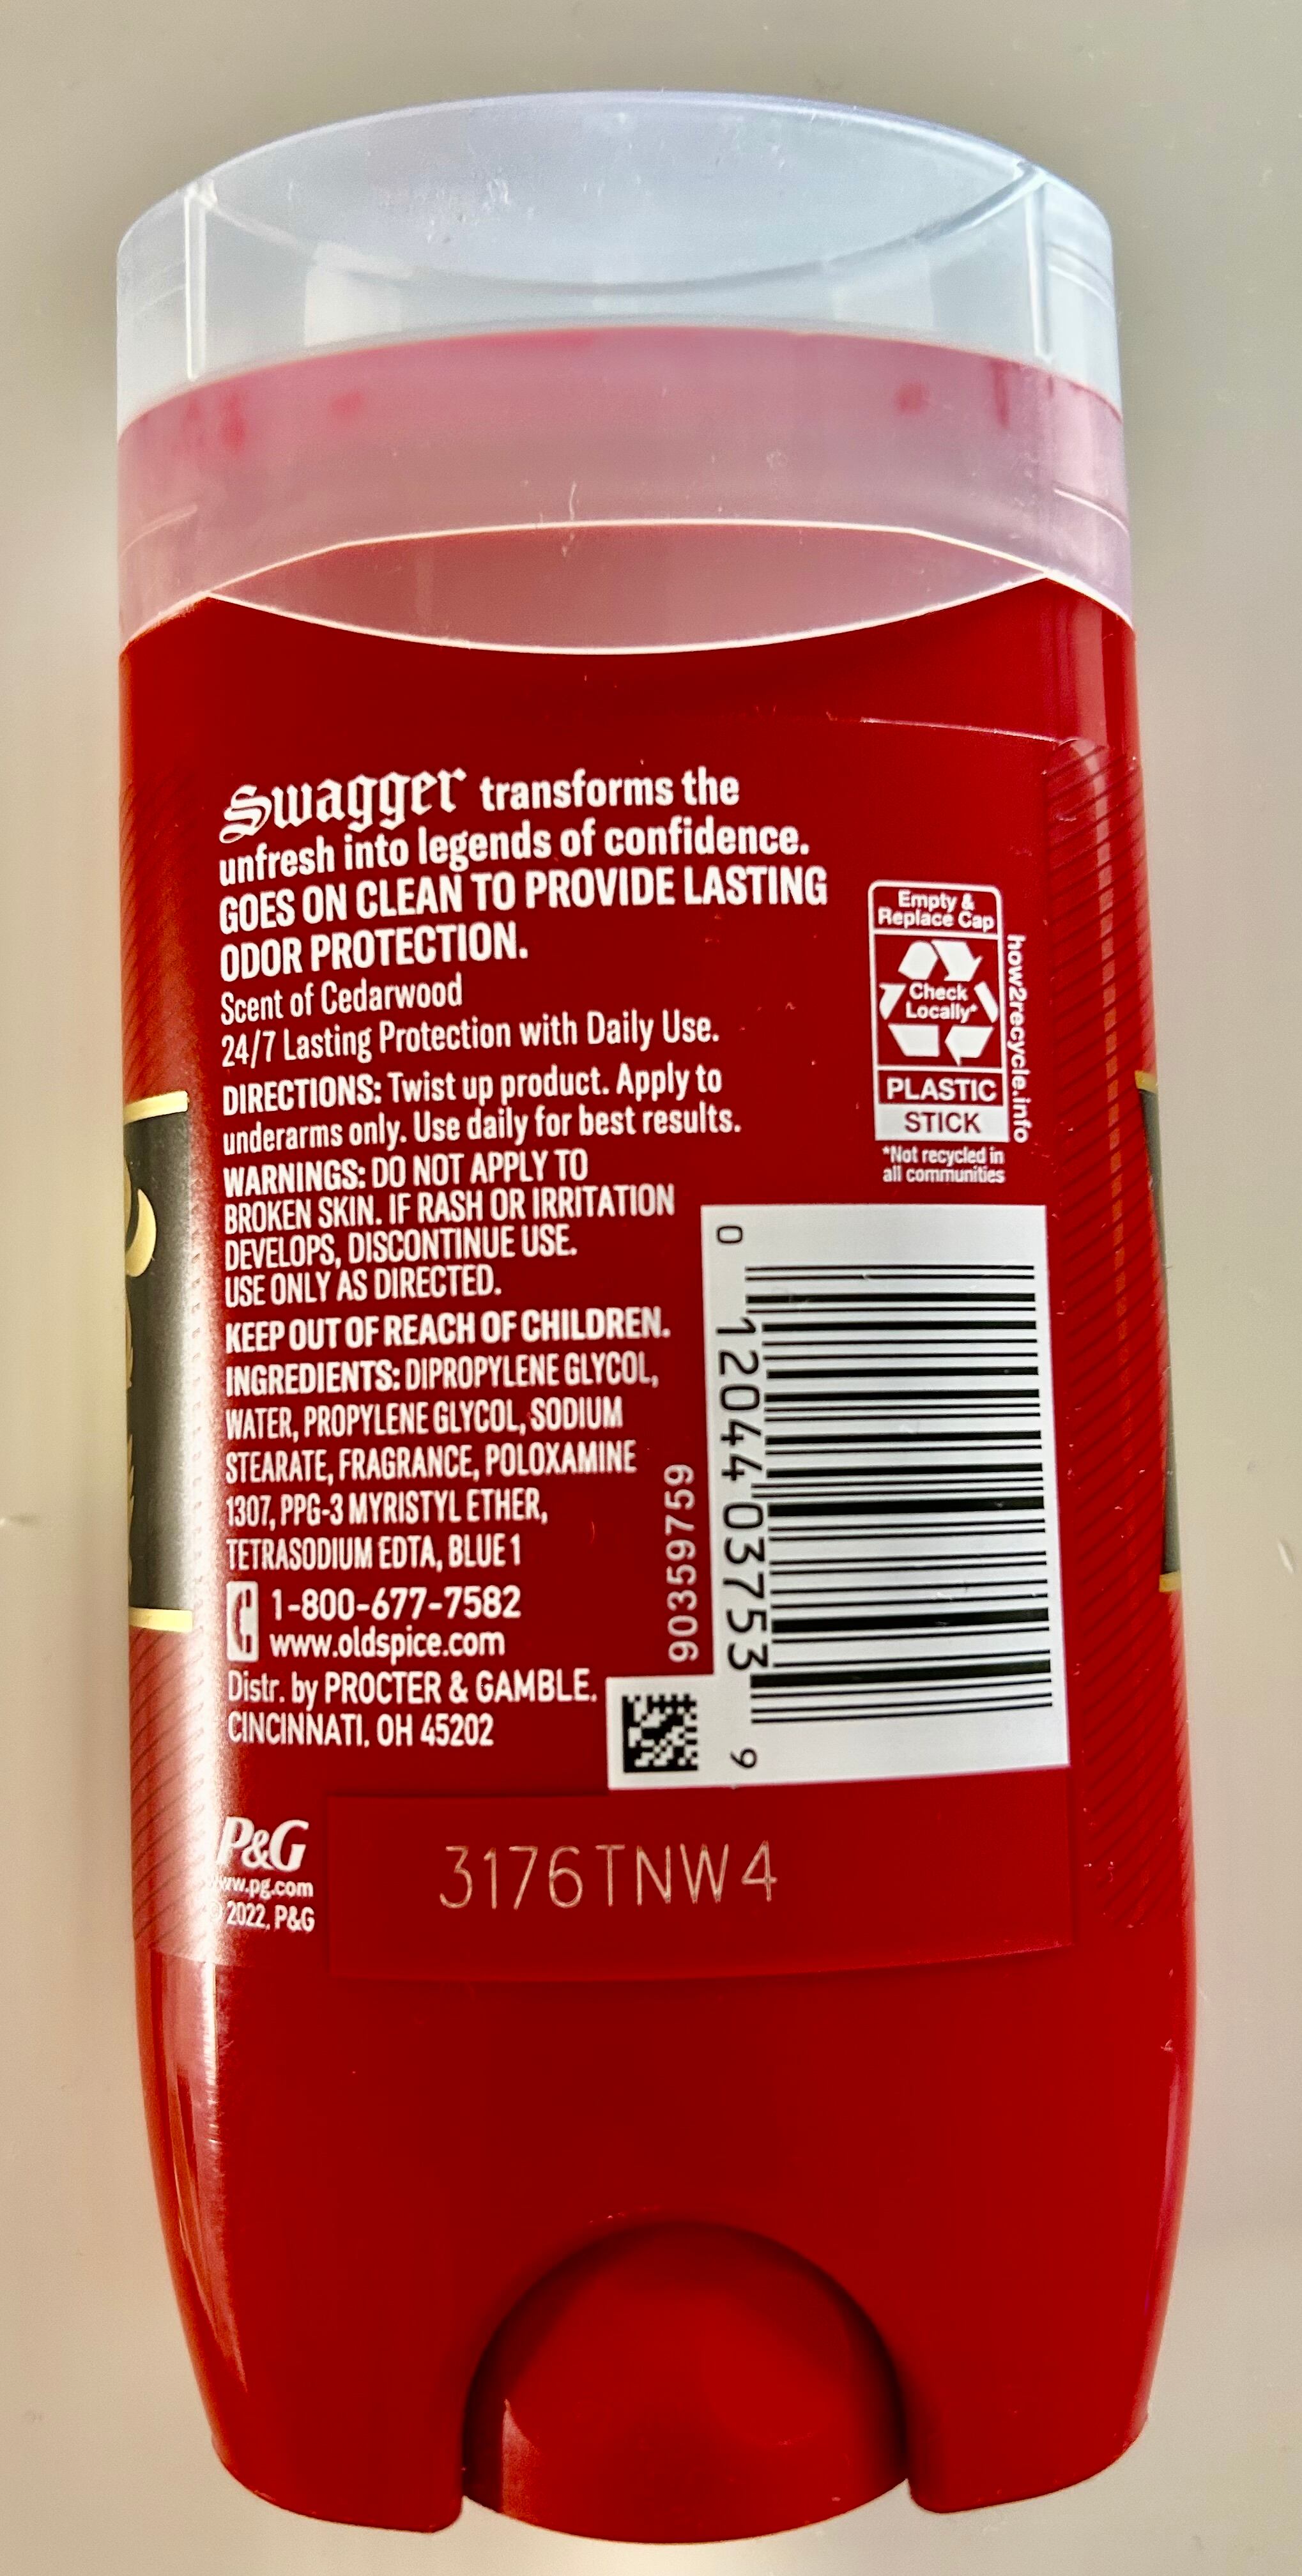 Swagger transforms the
unfresh into legends of confidence.
GOES ON CLEAN TO PROVIDE LASTING
ODOR PROTECTION.
Scent of Cedarwood
24/7 Lasting Protection with Daily Use.
DIRECTIONS: Twist up product. Apply to
underarms only. Use daily for best results.
WARNINGS: DO NOT APPLY TO
BROKEN SKIN. IF RASH OR IRRITATION
DEVELOPS, DISCONTINUE USE.
USE ONLY AS DIRECTED.
KEEP OUT OF REACH OF CHILDREN.
INGREDIENTS: DIPROPYLENE GLYCOL,
WATER, PROPYLENE GLYCOL, SODIUM
STEARATE, FRAGRANCE, POLOXAMINE
1307, PPG-3 MYRISTYL ETHER,
TETRASODIUM EDTA, BLUE 1
1-800-677-7582
www.oldspice.com
Distr. by PROCTER & GAMBLE,
CINCINNATI, OH 45202
P&G
www.pg.com
© 2022, P&G
Empty &
Replace Cap
Check
Locally*
PLASTIC
STICK
how2recycle.info
*Not recycled in
all communities
90359759
0 12044 03753 9
3176TNW4